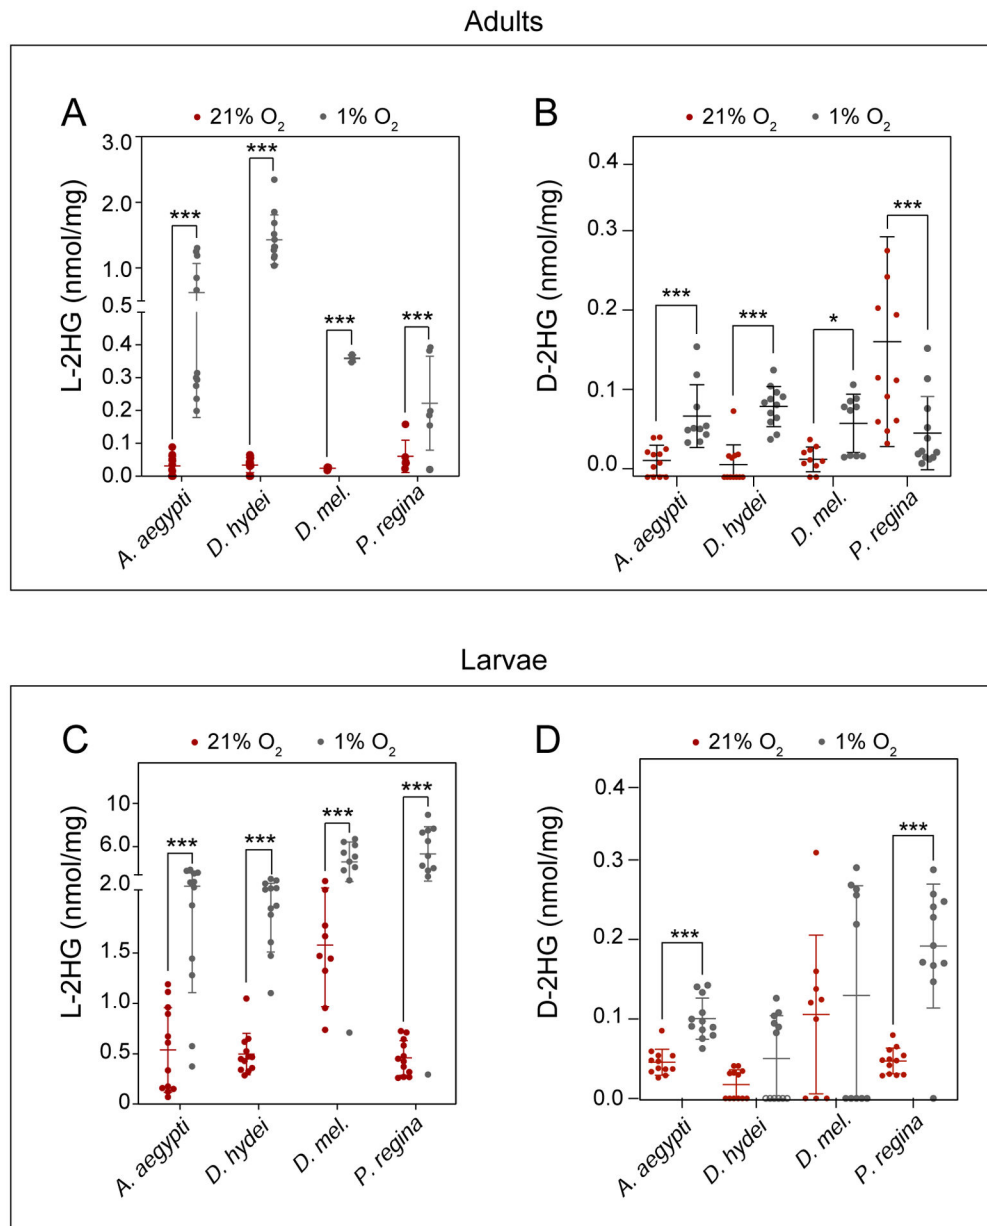 Adults
A
21% O2
1% O2
L-2HG (nmol/mg)
3.0
2.0
1.0
0.5
0.4
0.3
0.2
0.1
0.0
***
***
***
***
A. aegypti
D. hydei
D. mel.
P. regina
B
21% O2
1% O2
D-2HG (nmol/mg)
0.4
0.3
0.2
0.1
0.0
***
***
*
***
A. aegypti
D. hydei
D. mel.
P. regina
Larvae
C
21% O2
1% O2
L-2HG (nmol/mg)
10
6.0
2.0
1.5
1.0
0.5
0
***
***
***
***
A. aegypti
D. hydei
D. mel.
P. regina
D
21% O2
1% O2
D-2HG (nmol/mg)
0.4
0.3
0.2
0.1
0.0
***
***
A. aegypti
D. hydei
D. mel.
P. regina